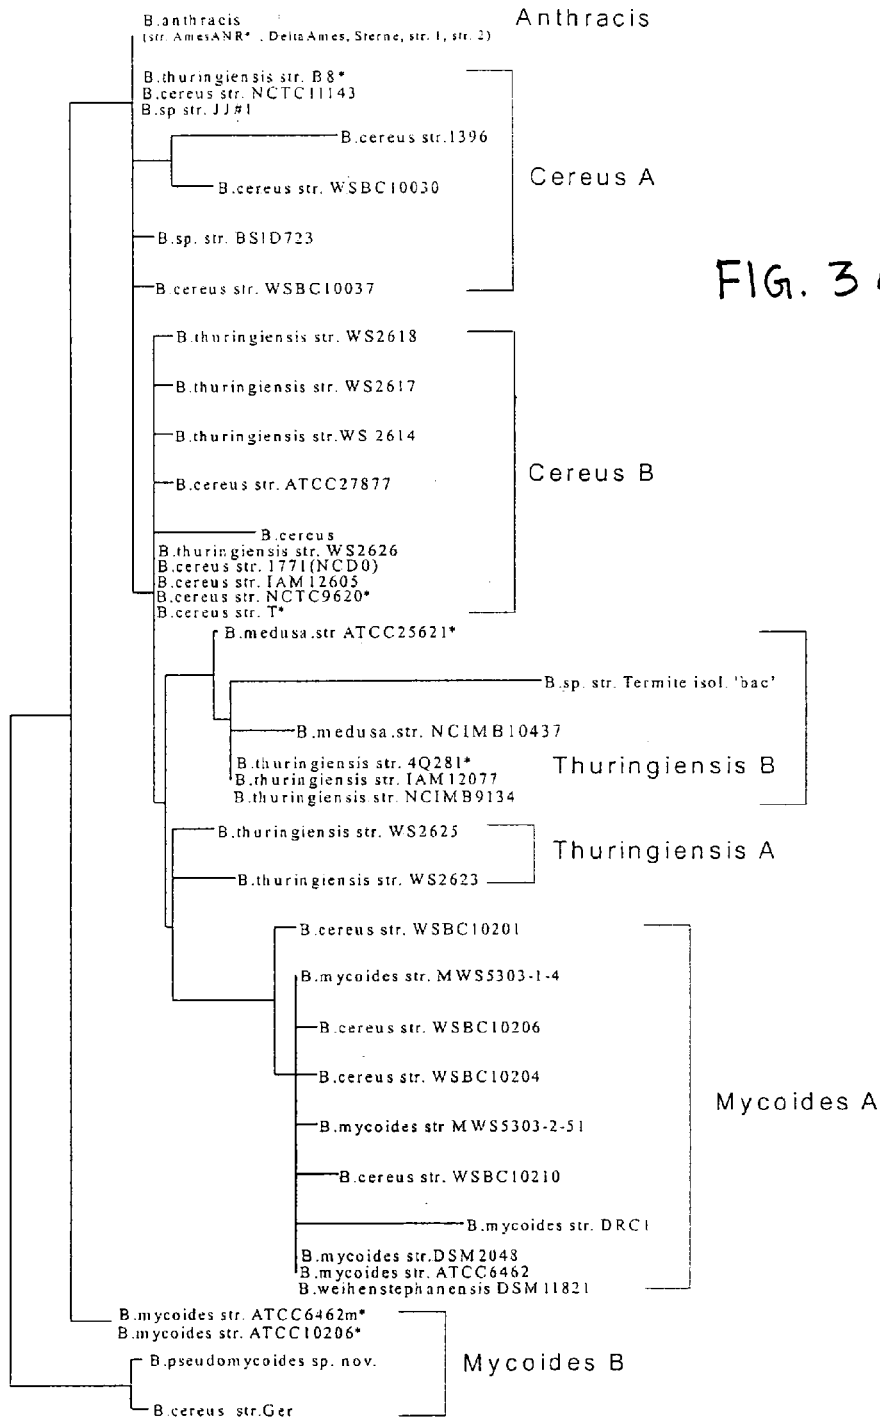 B.anthracis
(str. AmesANR*, DeltaAmes, Sterne, str. 1, str. 2)
Anthracis
B.thuringiensis str. B8*
B.cereus str. NCTC11143
B.sp str. JJ#1
B.cereus str.1396
B.cereus str. WSBC10030
Cereus A
B.sp. str. BSID723
B.cereus str. WSBC10037
FIG. 3
B.thuringiensis str. WS2618
B.thuringiensis str. WS2617
B.thuringiensis str.WS 2614
B.cereus str. ATCC27877
Cereus B
B.cereus
B.thuringiensis str. WS2626
B.cereus str. 1771(NCD0)
B.cereus str. IAM12605
B.cereus str. NCTC9620*
B.cereus str. T*
B.medusa.str ATCC25621*
B.sp. str. Termite isol. 'bac'
B.medusa.str. NCIMB10437
B.thuringiensis str. 4Q281*
B.thuringiensis str. IAM12077
B.thuringiensis str. NCIMB9134
Thuringiensis B
B.thuringiensis str. WS2625
Thuringiensis A
B.thuringiensis str. WS2623
B.cereus str. WSBC10201
B.mycoides str. MWS5303-1-4
B.cereus str. WSBC10206
B.cereus str. WSBC10204
Mycoides A
B.mycoides str MWS5303-2-51
B.cereus str. WSBC10210
B.mycoides str. DRC1
B.mycoides str.DSM2048
B.mycoides str. ATCC6462
B.weihenstephanensis DSM11821
B.mycoides str. ATCC6462m*
B.mycoides str. ATCC10206*
B.pseudomycoides sp. nov.
Mycoides B
B.cereus str.Ger